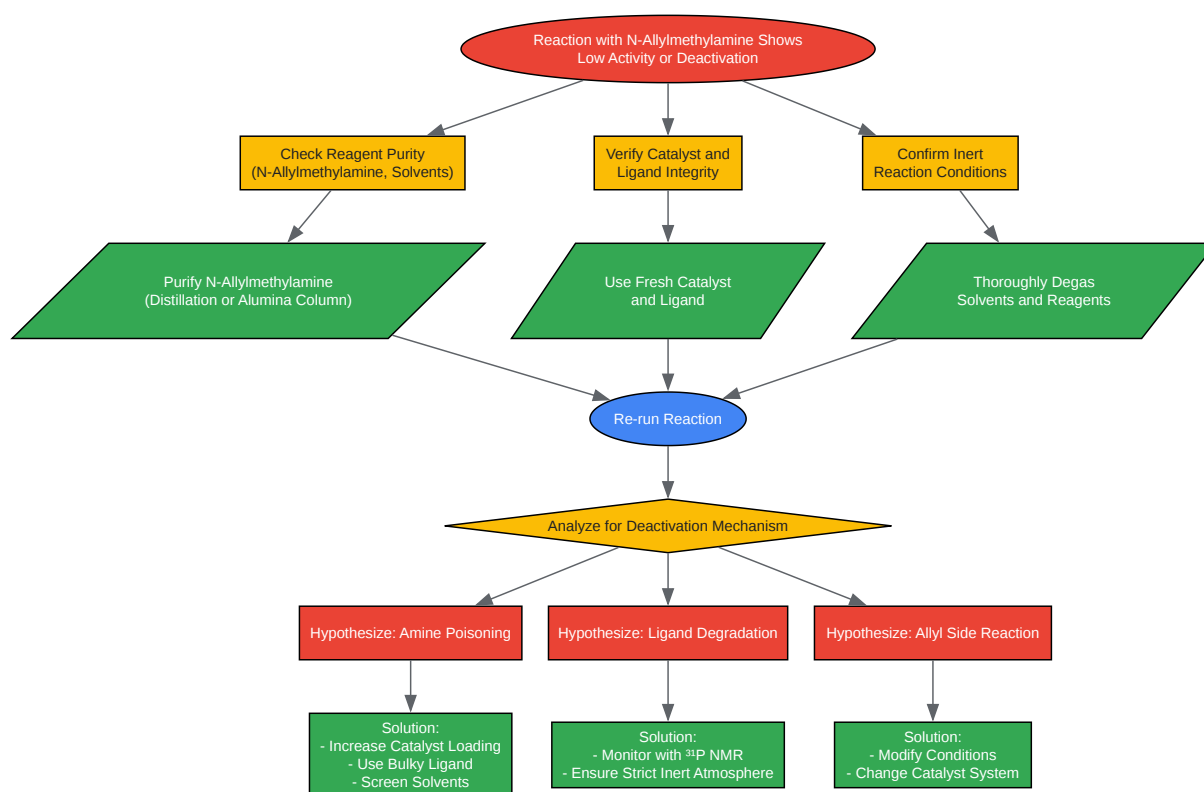 Reaction with N-Allylmethylamine Shows
Low Activity or Deactivation
Check Reagent Purity
(N-Allylmethylamine, Solvents)
Verify Catalyst and
Ligand Integrity
Confirm Inert
Reaction Conditions
Purify N-Allylmethylamine
(Distillation or Alumina Column)
Use Fresh Catalyst
and Ligand
Thoroughly Degas
Solvents and Reagents
Re-run Reaction
Analyze for Deactivation Mechanism
Hypothesize: Amine Poisoning
Hypothesize: Ligand Degradation
Hypothesize: Allyl Side Reaction
Solution:
- Increase Catalyst Loading
- Use Bulky Ligand
- Screen Solvents
Solution:
- Monitor with ³¹P NMR
- Ensure Strict Inert Atmosphere
Solution:
- Modify Conditions
- Change Catalyst System